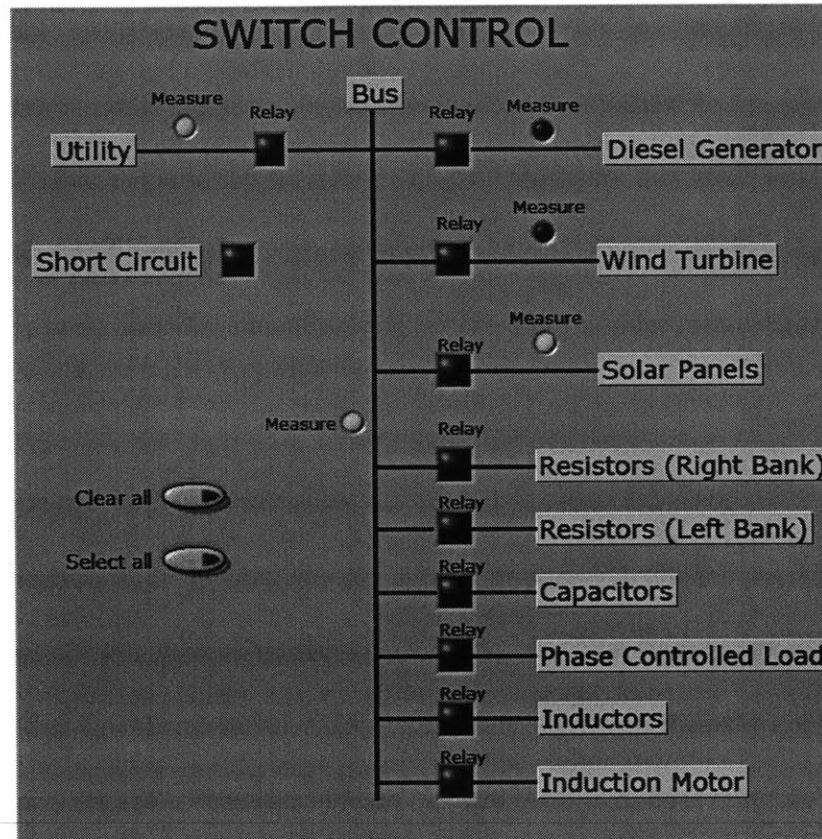 SWITCH CONTROL
Bus
Measure
Relay
Relay
Measure
Utility
Diesel Generator
Measure
Relay
Short Circuit
Wind Turbine
Measure
Relay
Solar Panels
Measure
Relay
Resistors (Right Bank)
Clear all
Relay
Resistors (Left Bank)
Select all
Relay
Capacitors
Relay
Phase Controlled Load
Relay
Inductors
Relay
Induction Motor